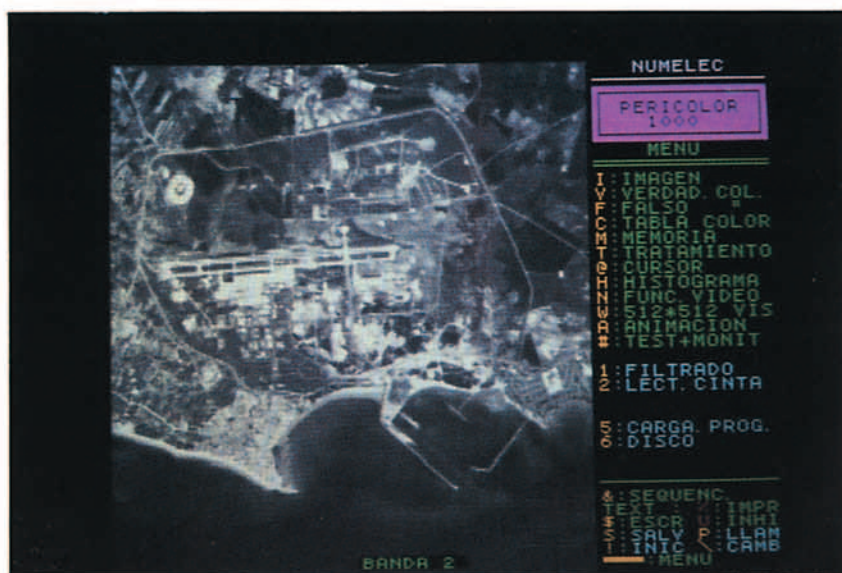 NUMELEC
PERICOLOR
1000
MENU
I:IMAGEN
V:VERDAD. COL.
F:FALSO "
C:TABLA COLOR
M:MEMORIA
T:TRATAMIENTO
@:CURSOR
H:HISTOGRAMA
N:FUNC. VIDEO
W:512*512 VIS
A:ANIMACION
#:TEST+MONIT
1:FILTRADO
2:LECT. CINTA
5:CARGA. PROG.
6:DISCO
&:SEQUENC.
TEXT : IMPR
$:ESCR U:INHI
S:SALV P:LLAM
!:INIC \:CAMB
:MENU
BANDA 2